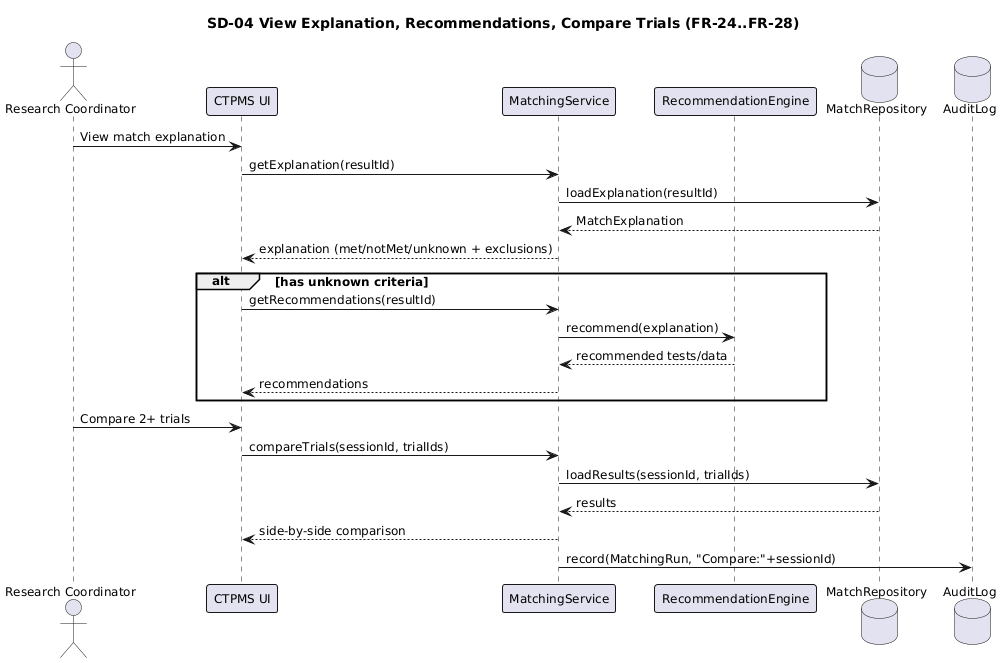 SD-04 View Explanation, Recommendations, Compare Trials (FR-24..FR-28)
Research Coordinator
CTPMS UI
MatchingService
RecommendationEngine
MatchRepository
AuditLog
View match explanation
getExplanation(resultId)
loadExplanation(resultId)
MatchExplanation
explanation (met/notMet/unknown + exclusions)
alt
[has unknown criteria]
getRecommendations(resultId)
recommend(explanation)
recommended tests/data
recommendations
Compare 2+ trials
compareTrials(sessionId, trialIds)
loadResults(sessionId, trialIds)
results
side-by-side comparison
record(MatchingRun, "Compare:"+sessionId)
Research Coordinator
CTPMS UI
MatchingService
RecommendationEngine
MatchRepository
AuditLog